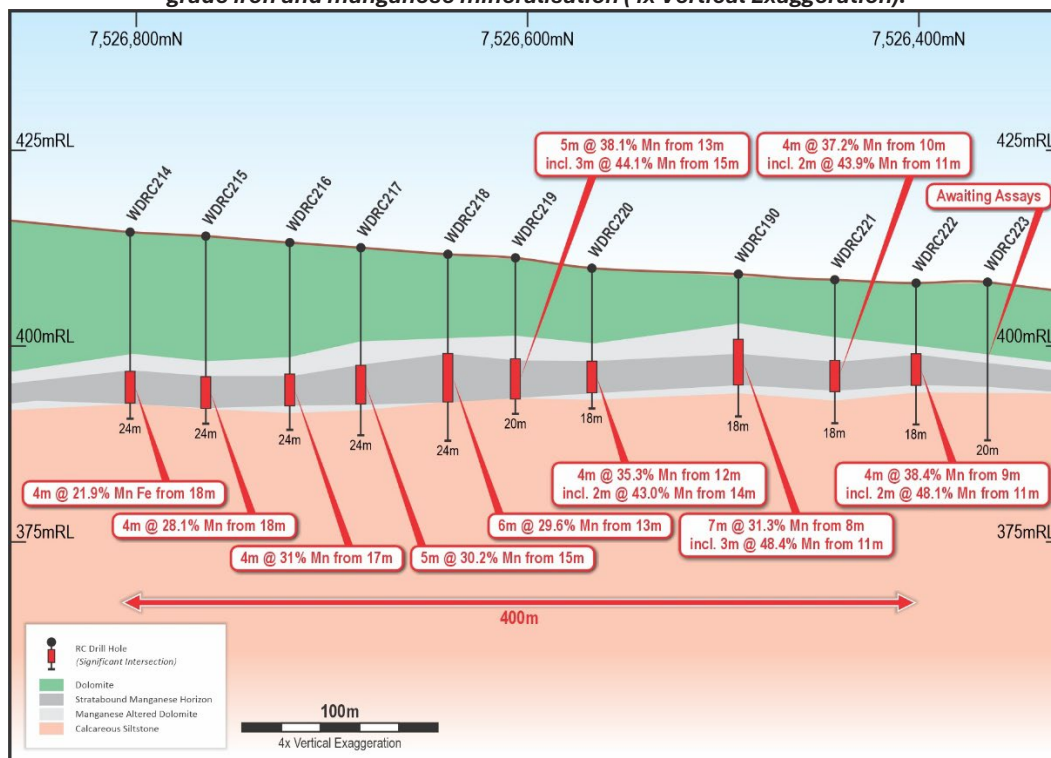 grade iron and manganese mineralisation (4x Vertical Exaggeration).
7,526,800mN
7,526,600mN
7,526,400mN
425mRL
425mRL
5m @ 38.1% Mn from 13m
incl. 3m @ 44.1% Mn from 15m
4m @ 37.2% Mn from 10m
incl. 2m @ 43.9% Mn from 11m
Awaiting Assays
WDRC214
WDRC215
WDRC216
WDRC217
WDRC218
WDRC219
WDRC220
WDRC190
WDRC221
WDRC222
WDRC223
400mRL
400mRL
24m
24m
24m
24m
24m
20m
18m
18m
18m
18m
20m
4m @ 21.9% Mn Fe from 18m
4m @ 28.1% Mn from 18m
4m @ 31% Mn from 17m
5m @ 30.2% Mn from 15m
6m @ 29.6% Mn from 13m
4m @ 35.3% Mn from 12m
incl. 2m @ 43.0% Mn from 14m
7m @ 31.3% Mn from 8m
incl. 3m @ 48.4% Mn from 11m
4m @ 38.4% Mn from 9m
incl. 2m @ 48.1% Mn from 11m
375mRL
375mRL
400m
RC Drill Hole
(Significant Intersection)
Dolomite
Stratabound Manganese Horizon
Manganese Altered Dolomite
Calcareous Siltstone
100m
4x Vertical Exaggeration